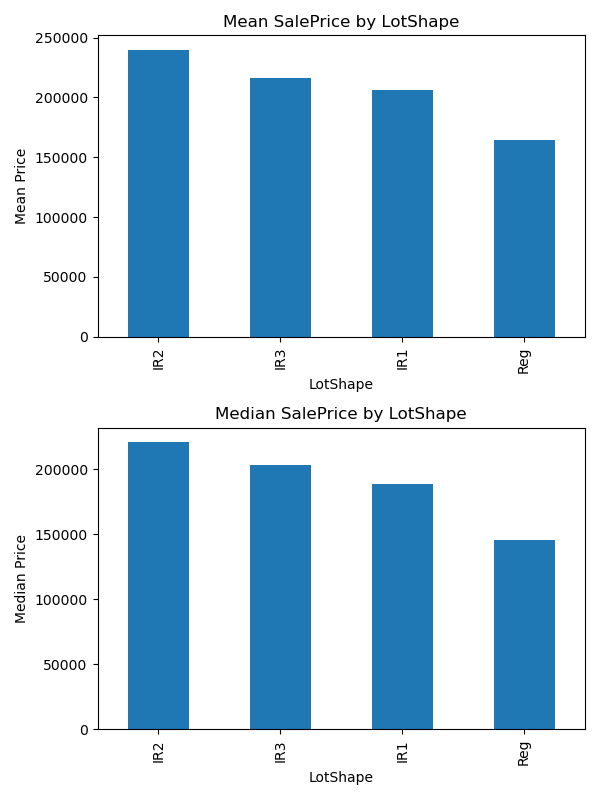 Mean SalePrice by LotShape
250000
200000
150000
100000
50000
0
Mean Price
IR2 IR3 IR1 Reg
LotShape
Median SalePrice by LotShape
200000
150000
100000
50000
0
Median Price
IR2 IR3 IR1 Reg
LotShape